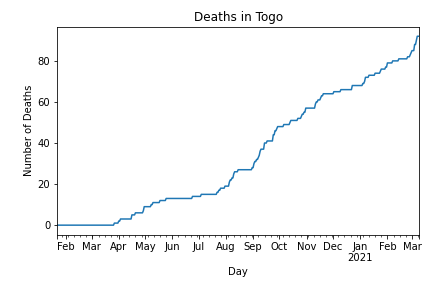 Deaths in Togo
Number of Deaths
80
60
40
20
0
Feb Mar Apr May Jun Jul Aug Sep Oct Nov Dec Jan Feb Mar
2021
Day